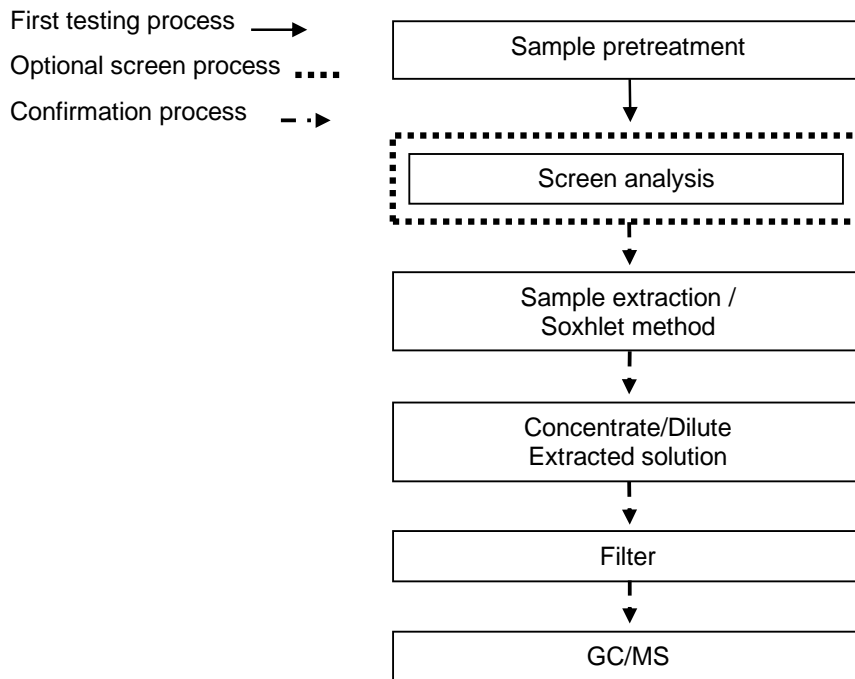 First testing process
Optional screen process
Confirmation process
Sample pretreatment
Screen analysis
Sample extraction /
Soxhlet method
Concentrate/Dilute
Extracted solution
Filter
GC/MS